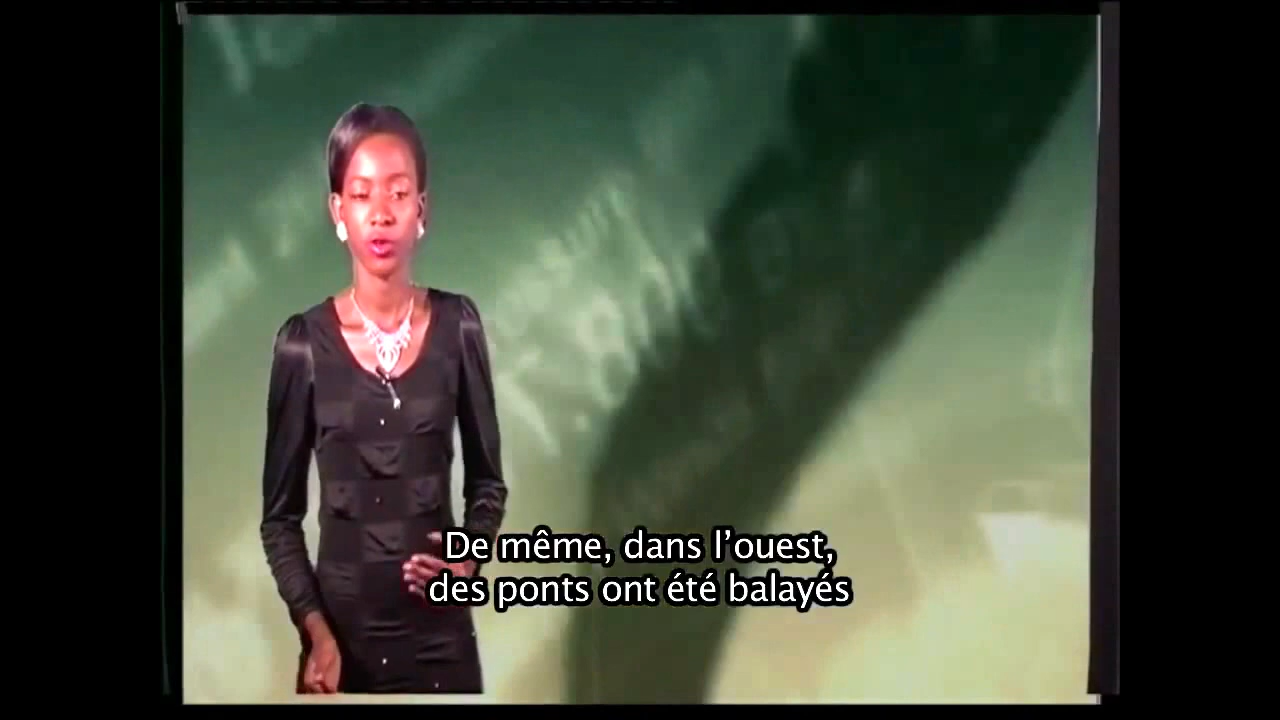 De même, dans l’ouest,
des ponts ont été balayés